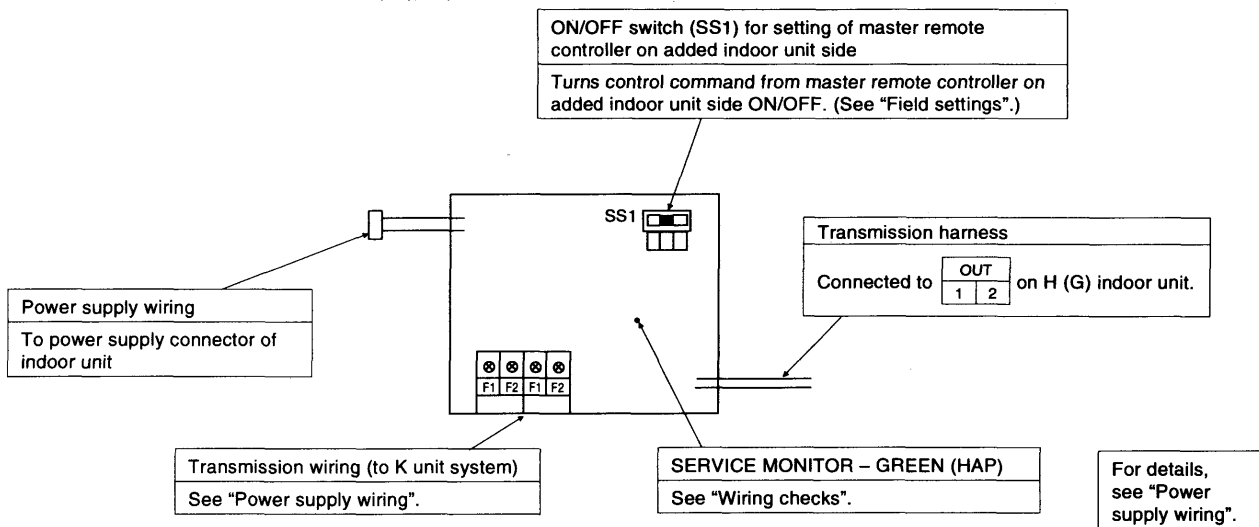 ON/OFF switch (SS1) for setting of master remote
controller on added indoor unit side
Turns control command from master remote controller on
added indoor unit side ON/OFF. (See “Field settings”.)
SS1
Transmission harness
Connected to OUT 1 2 on H (G) indoor unit.
Power supply wiring
To power supply connector of
indoor unit
F1 F2 F1 F2
Transmission wiring (to K unit system)
See “Power supply wiring”.
SERVICE MONITOR – GREEN (HAP)
See “Wiring checks”.
For details,
see “Power
supply wiring”.